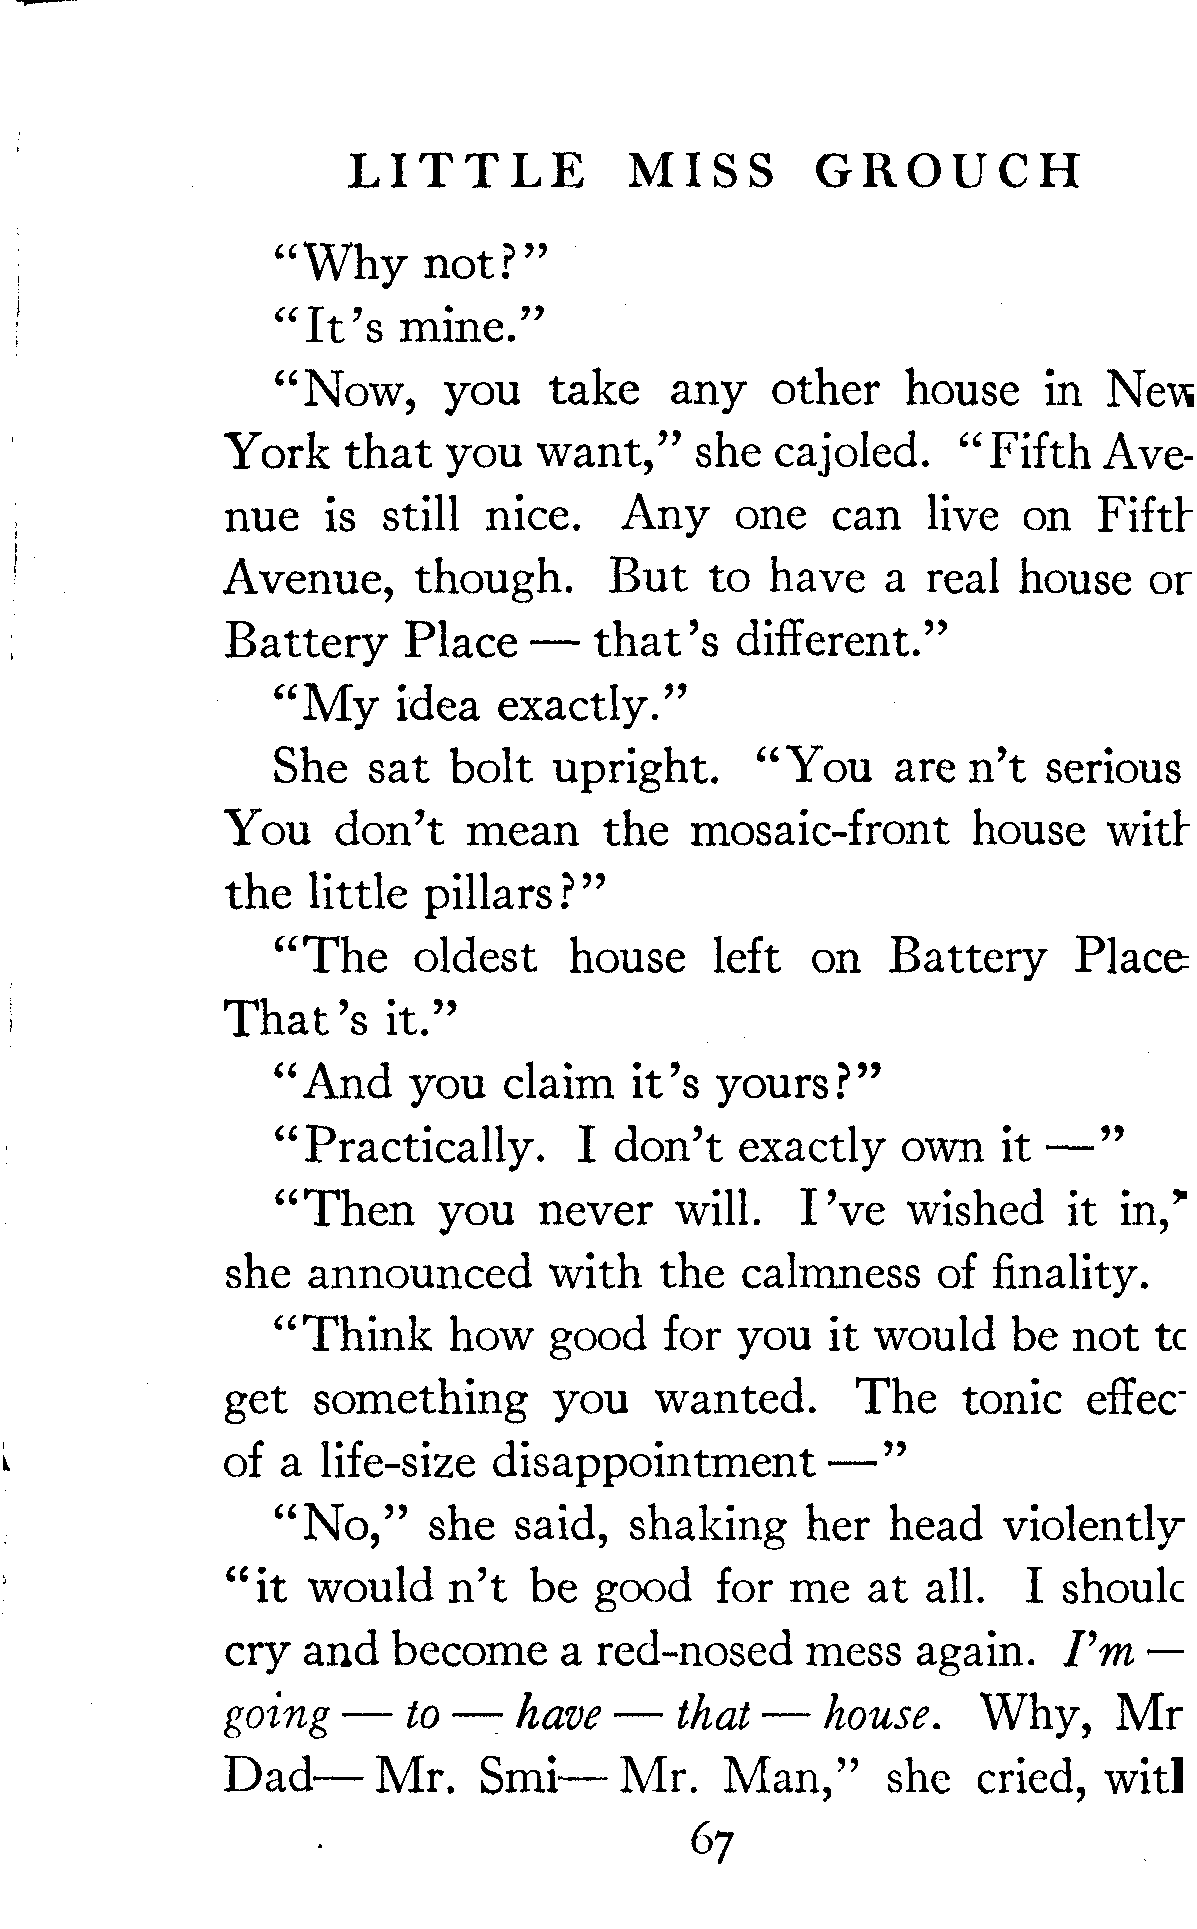 LITTLE MISS GROUCH
"Why not?"
"It's mine."
"Now, you take any other house in New
York that you want," she cajoled. "Fifth Ave-
nue is still nice. Any one can live on Fifth
Avenue, though. But to have a real house on
Battery Place — that's different."
"My idea exactly."
She sat bolt upright. "You are n't serious
You don't mean the mosaic-front house with
the little pillars?"
"The oldest house left on Battery Place
That's it."
"And you claim it's yours?"
"Practically. I don't exactly own it —"
"Then you never will. I've wished it in,"
she announced with the calmness of finality.
"Think how good for you it would be not to
get something you wanted. The tonic effec
of a life-size disappointment —"
"No," she said, shaking her head violently
"it would n't be good for me at all. I should
cry and become a red-nosed mess again. I'm —
going — to — have — that — house. Why, Mr
Dad— Mr. Smi— Mr. Man," she cried, with
67